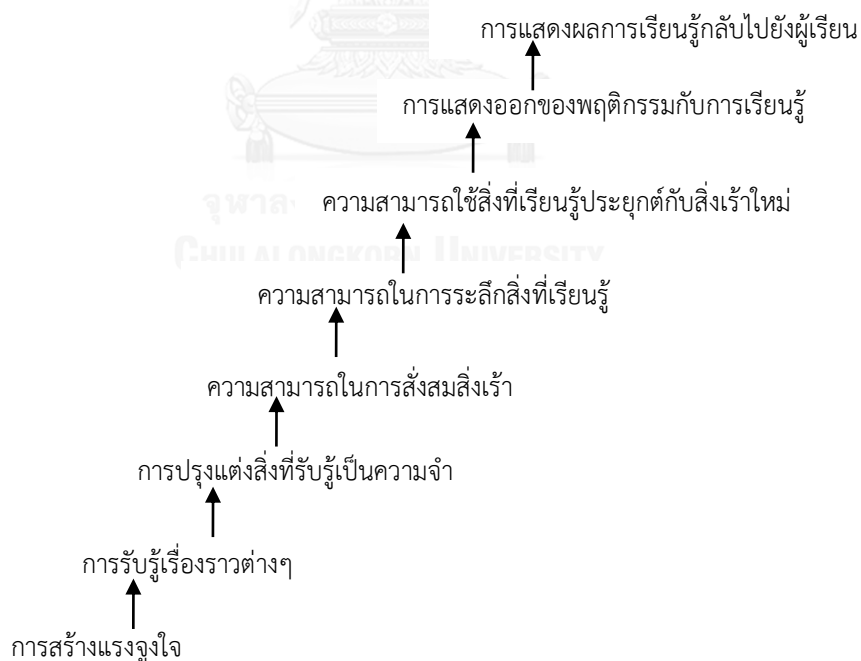 การแสดงผลการเรียนรู้กลับไปยังผู้เรียน
การแสดงออกของพฤติกรรมกับการเรียนรู้
ความสามารถใช้สิ่งที่เรียนรู้ประยุกต์กับสิ่งเร้าใหม่
CHULALONGKORN UNIVERSITY
ความสามารถในการระลึกสิ่งที่เรียนรู้
ความสามารถในการสั่งสมสิ่งเร้า
การปรุงแต่งสิ่งที่รับรู้เป็นความจำ
การรับรู้เรื่องราวต่างๆ
การสร้างแรงจูงใจ